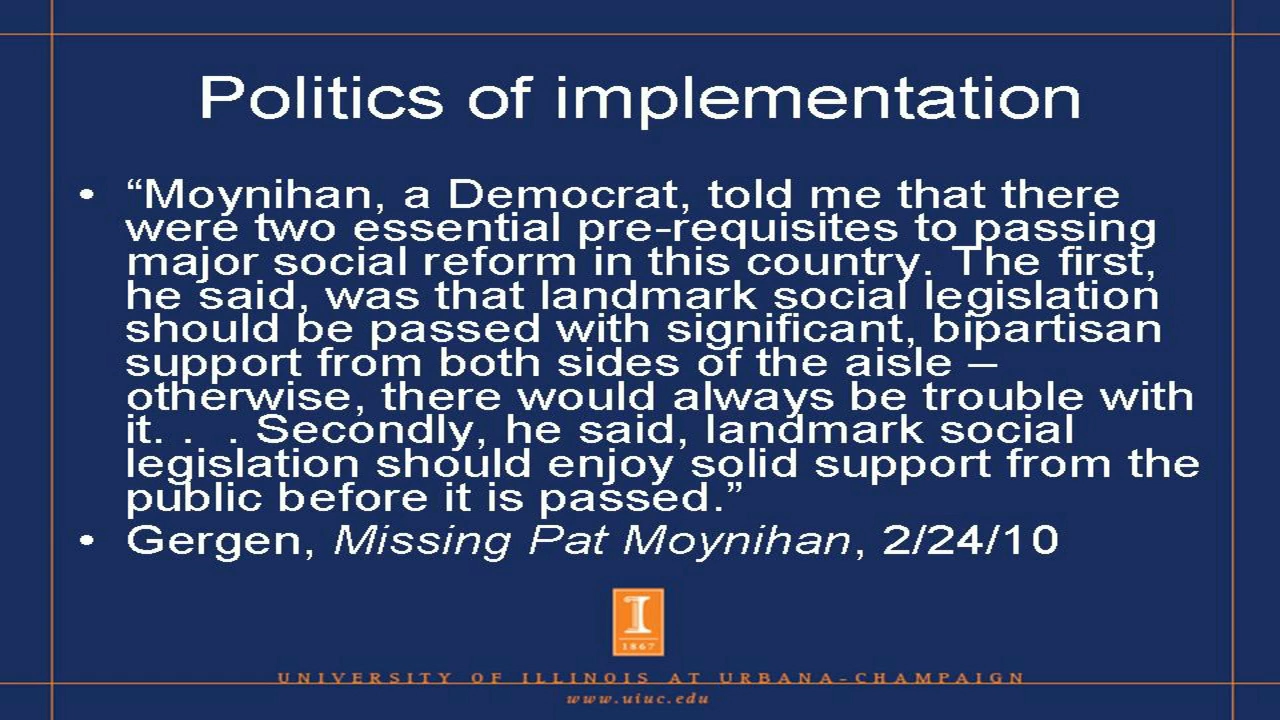 Politics of implementation
• “Moynihan, a Democrat, told me that there
were two essential pre-requisites to passing
major social reform in this country. The first,
he said, was that landmark social legislation
should be passed with significant, bipartisan
support from both sides of the aisle –
otherwise, there would always be trouble with
it. . . Secondly, he said, landmark social
legislation should enjoy solid support from the
public before it is passed.”
• Gergen, Missing Pat Moynihan, 2/24/10
I
1867
UNIVERSITY OF ILLINOIS AT URBANA-CHAMPAIGN
www.uiuc.edu